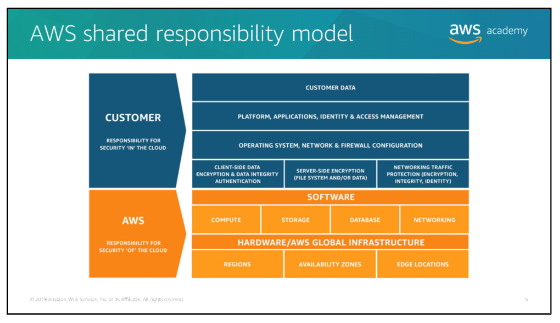 AWS shared responsibility model
aws academy
CUSTOMER
RESPONSIBILITY FOR
SECURITY 'IN' THE CLOUD
CUSTOMER DATA
PLATFORM, APPLICATIONS, IDENTITY & ACCESS MANAGEMENT
OPERATING SYSTEM, NETWORK & FIREWALL CONFIGURATION
CLIENT-SIDE DATA
ENCRYPTION & DATA INTEGRITY
AUTHENTICATION
SERVER-SIDE ENCRYPTION
(FILE SYSTEM AND/OR DATA)
NETWORKING TRAFFIC
PROTECTION (ENCRYPTION,
INTEGRITY, IDENTITY)
AWS
RESPONSIBILITY FOR
SECURITY 'OF' THE CLOUD
SOFTWARE
COMPUTE
STORAGE
DATABASE
NETWORKING
HARDWARE/AWS GLOBAL INFRASTRUCTURE
REGIONS
AVAILABILITY ZONES
EDGE LOCATIONS
Amazon Web Services, Inc. or its Affiliates. All rights reserved.